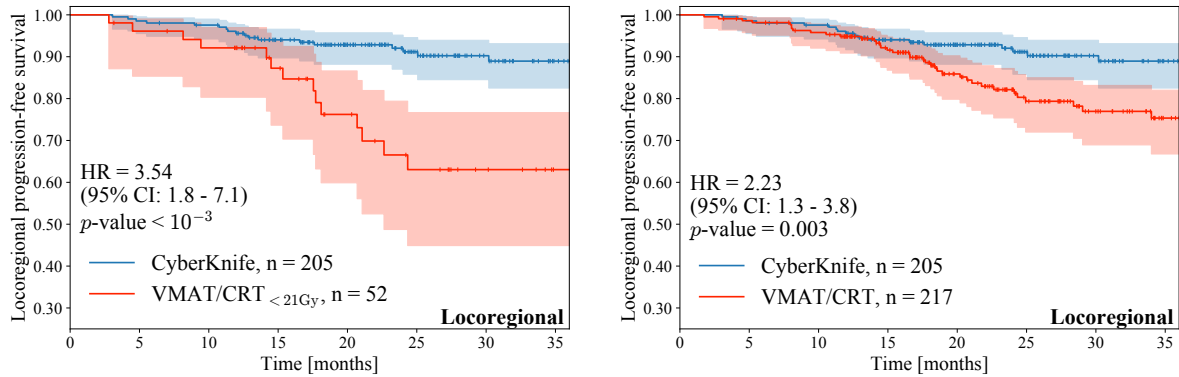 Locoregional progression-free survival
1.00
0.90
0.80
0.70
0.60
0.50
0.40
0.30
HR = 3.54
(95% CI: 1.8 - 7.1)
p-value < 10⁻³
CyberKnife, n = 205
VMAT/CRT < 21Gy, n = 52
Locoregional
0 5 10 15 20 25 30 35
Time [months]
Locoregional progression-free survival
1.00
0.90
0.80
0.70
0.60
0.50
0.40
0.30
HR = 2.23
(95% CI: 1.3 - 3.8)
p-value = 0.003
CyberKnife, n = 205
VMAT/CRT, n = 217
Locoregional
0 5 10 15 20 25 30 35
Time [months]